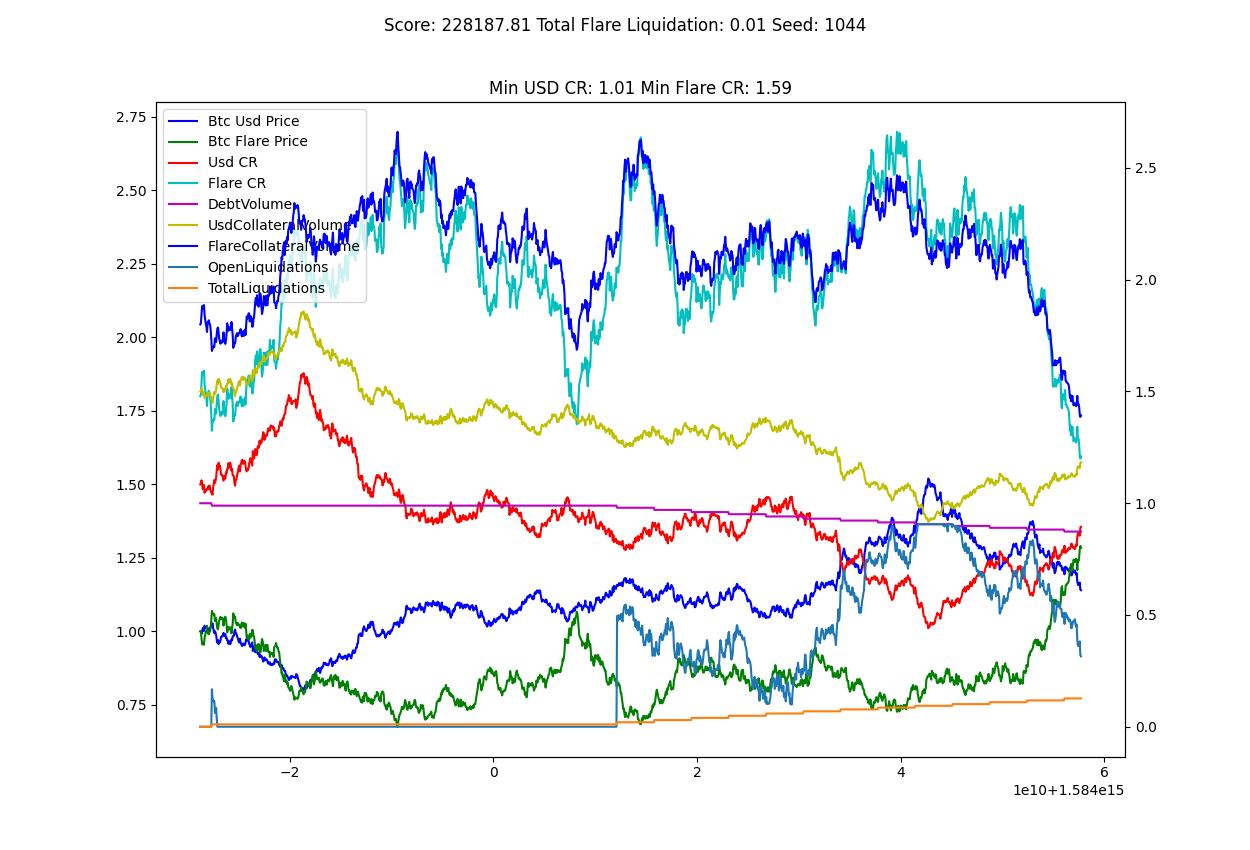 Score: 228187.81 Total Flare Liquidation: 0.01 Seed: 1044
Min USD CR: 1.01 Min Flare CR: 1.59
Btc Usd Price
Btc Flare Price
Usd CR
Flare CR
DebtVolume
UsdCollateralVolume
FlareCollateralVolume
OpenLiquidations
TotalLiquidations
2.75
2.50
2.25
2.00
1.75
1.50
1.25
1.00
0.75
2.5
2.0
1.5
1.0
0.5
0.0
−2
0
2
4
6
1e10+1.584e15